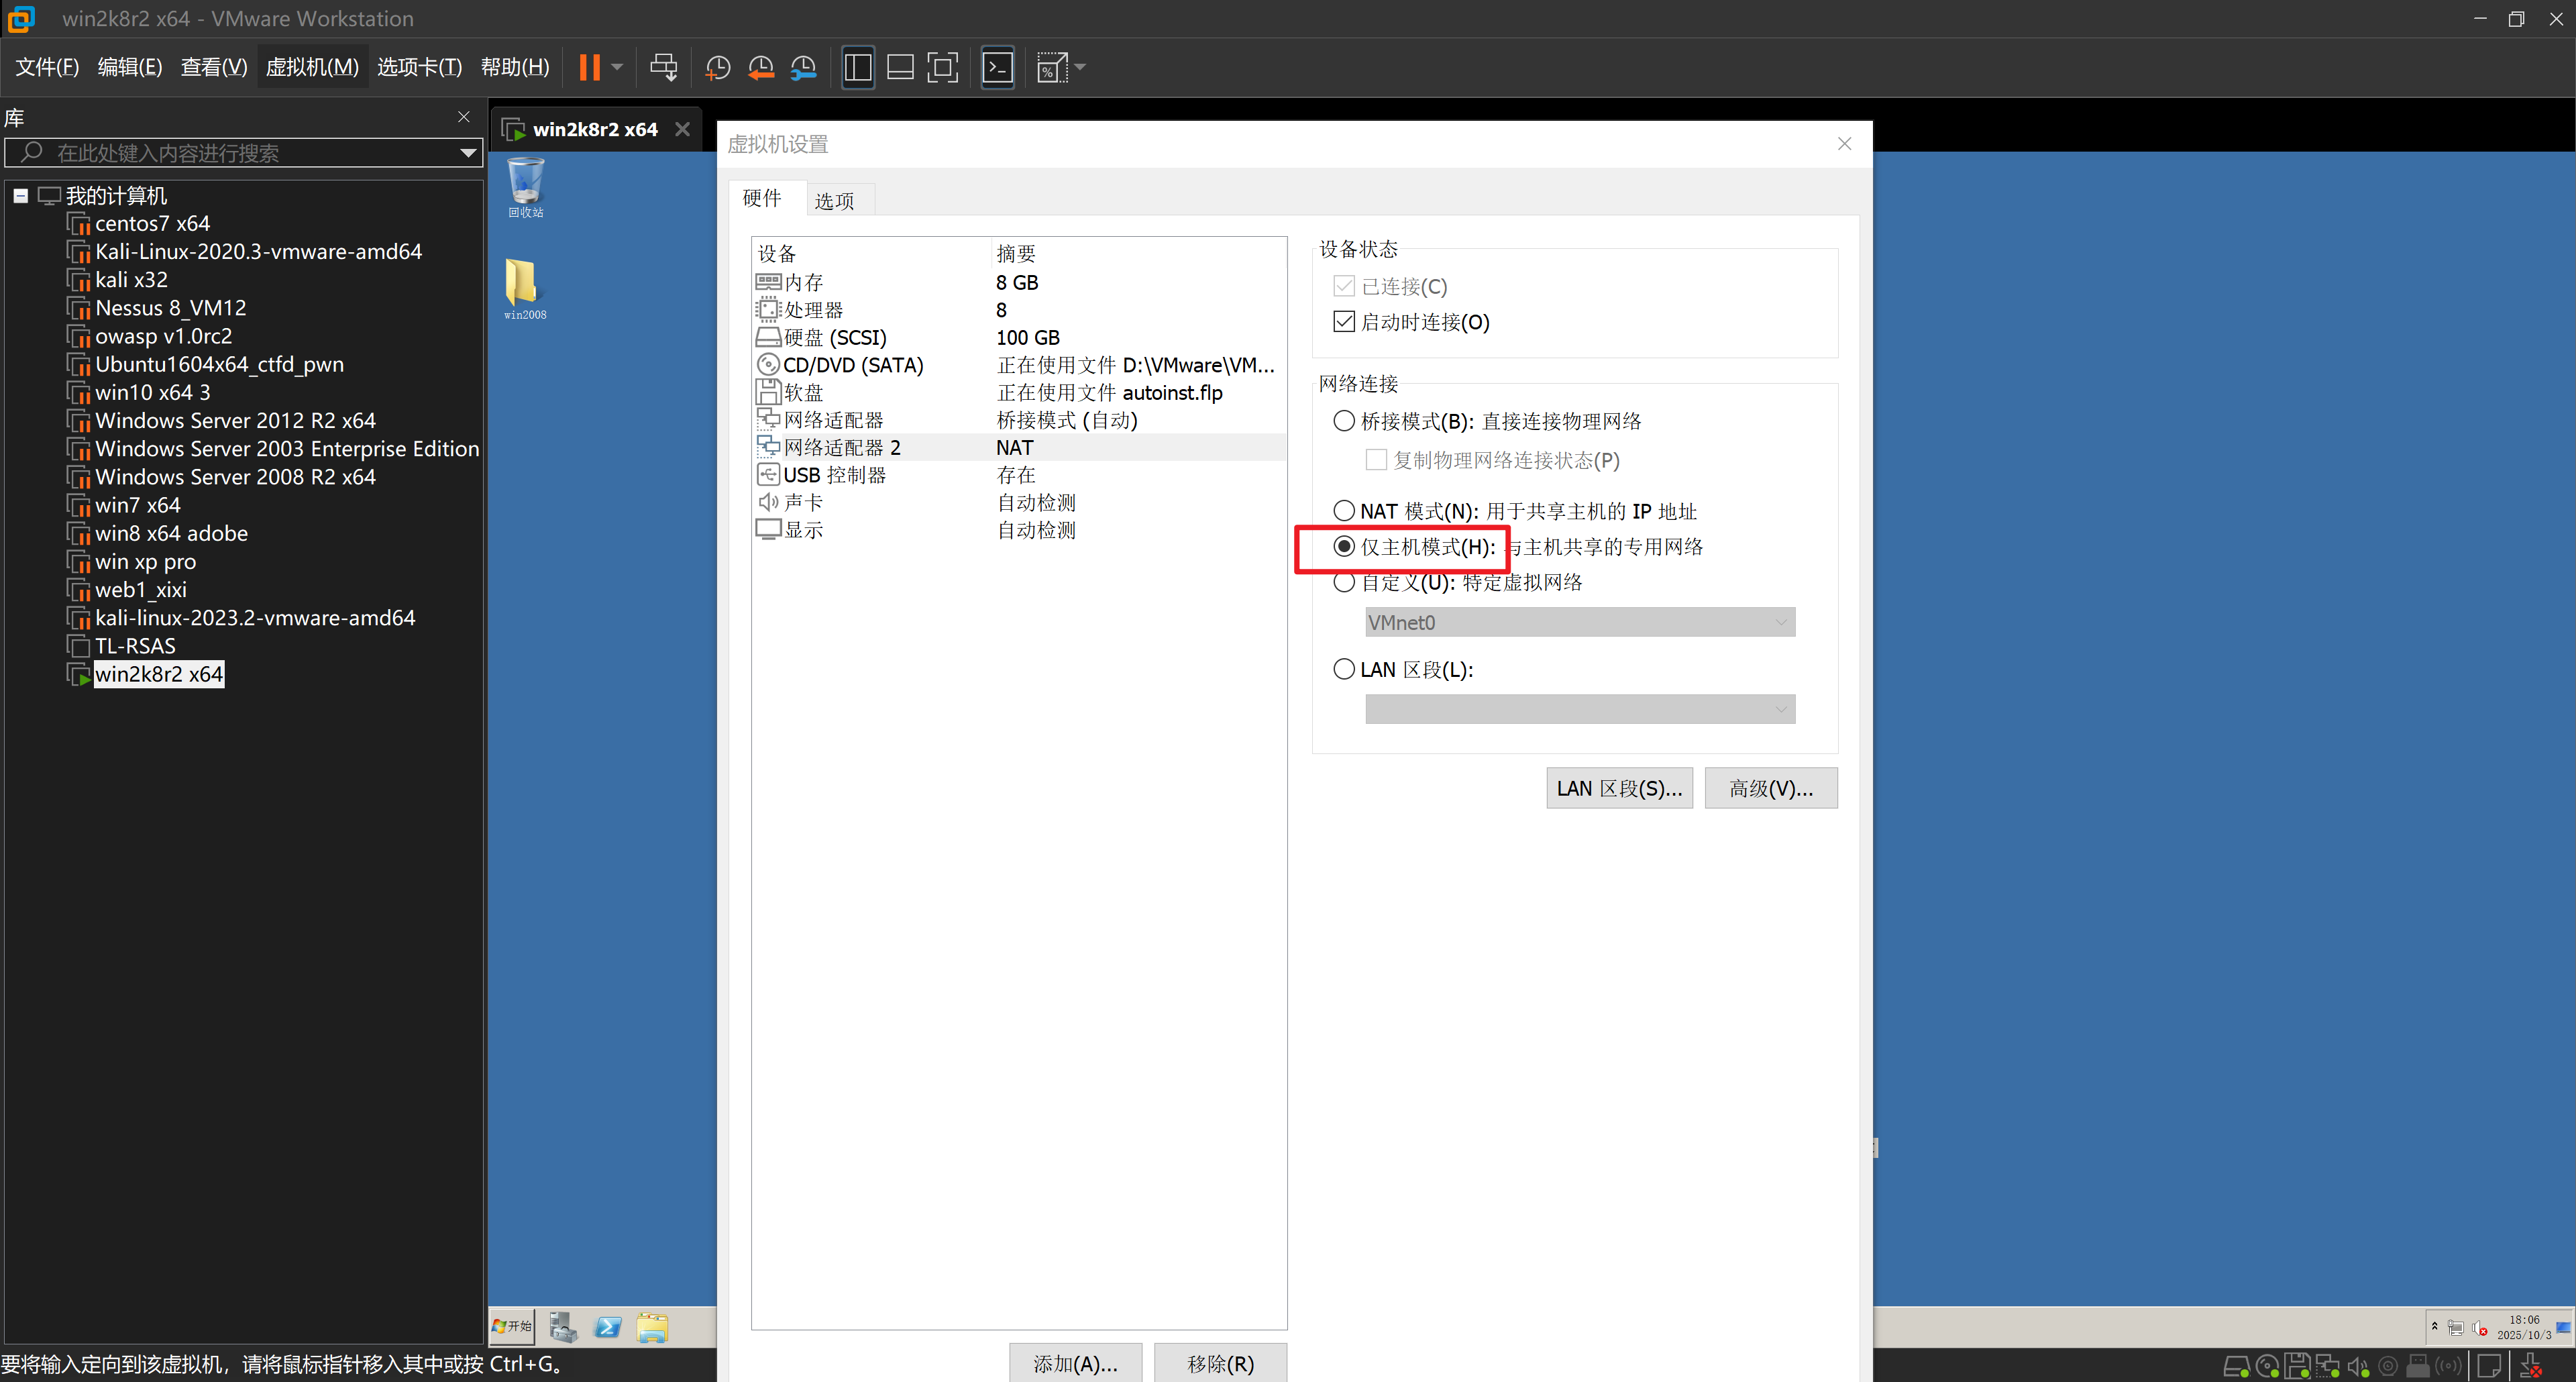 win2k8r2 x64 - VMware Workstation
文件(F) 编辑(E) 查看(V) 虚拟机(M) 选项卡(T) 帮助(H)
库
在此处键入内容进行搜索
我的计算机
centos7 x64
Kali-Linux-2020.3-vmware-amd64
kali x32
Nessus 8_VM12
owasp v1.0rc2
Ubuntu1604x64_ctfd_pwn
win10 x64 3
Windows Server 2012 R2 x64
Windows Server 2003 Enterprise Edition
Windows Server 2008 R2 x64
win7 x64
win8 x64 adobe
win xp pro
web1_xixi
kali-linux-2023.2-vmware-amd64
TL-RSAS
win2k8r2 x64
win2k8r2 x64
回收站
win2008
虚拟机设置
硬件 选项
设备 摘要
内存 8 GB
处理器 8
硬盘 (SCSI) 100 GB
CD/DVD (SATA) 正在使用文件 D:\VMware\VM...
软盘 正在使用文件 autoinst.flp
网络适配器 桥接模式 (自动)
网络适配器 2 NAT
USB 控制器 存在
声卡 自动检测
显示 自动检测
设备状态
已连接(C)
启动时连接(O)
网络连接
桥接模式(B): 直接连接物理网络
复制物理网络连接状态(P)
NAT 模式(N): 用于共享主机的 IP 地址
仅主机模式(H): 与主机共享的专用网络
自定义(U): 特定虚拟网络
VMnet0
LAN 区段(L):
LAN 区段(S)... 高级(V)...
添加(A)... 移除(R)
开始
18:06
2025/10/3
要将输入定向到该虚拟机，请将鼠标指针移入其中或按 Ctrl+G。